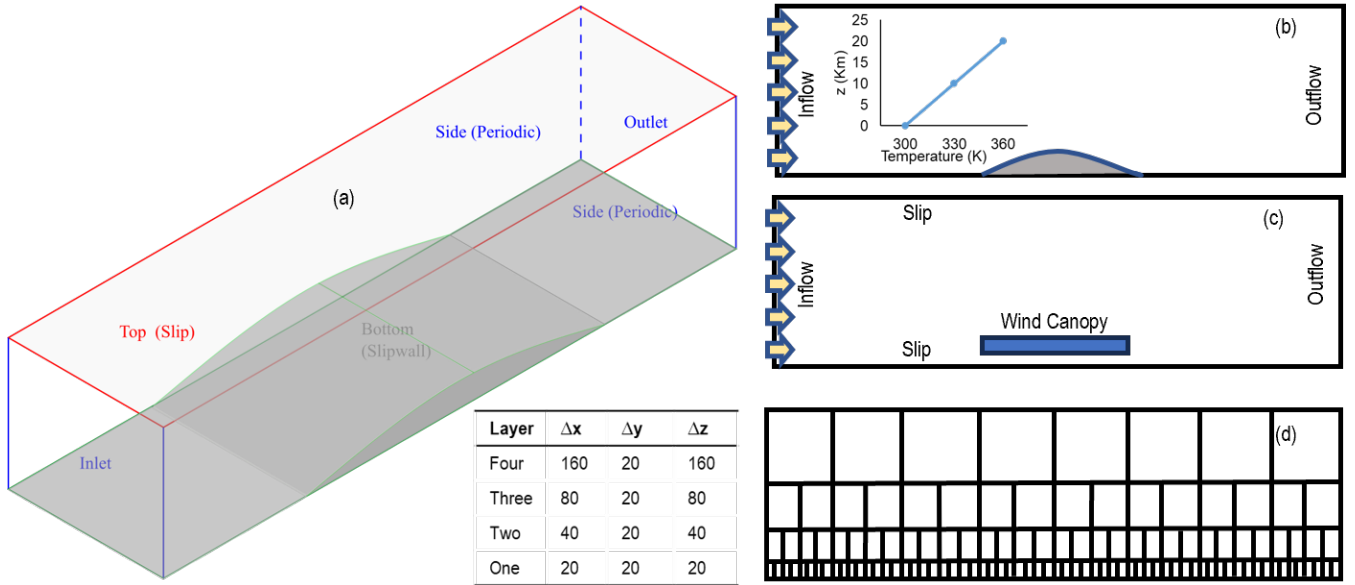 (a)
Side (Periodic)
Outlet
Side (Periodic)
Top (Slip)
Bottom
(Slipwall)
Inlet
Layer Δx Δy Δz
Four 160 20 160
Three 80 20 80
Two 40 20 40
One 20 20 20
(b)
Inflow
z (Km)
25
20
15
10
5
0
300 330 360
Temperature (K)
Outflow
(c)
Slip
Inflow
Wind Canopy
Slip
Outflow
(d)